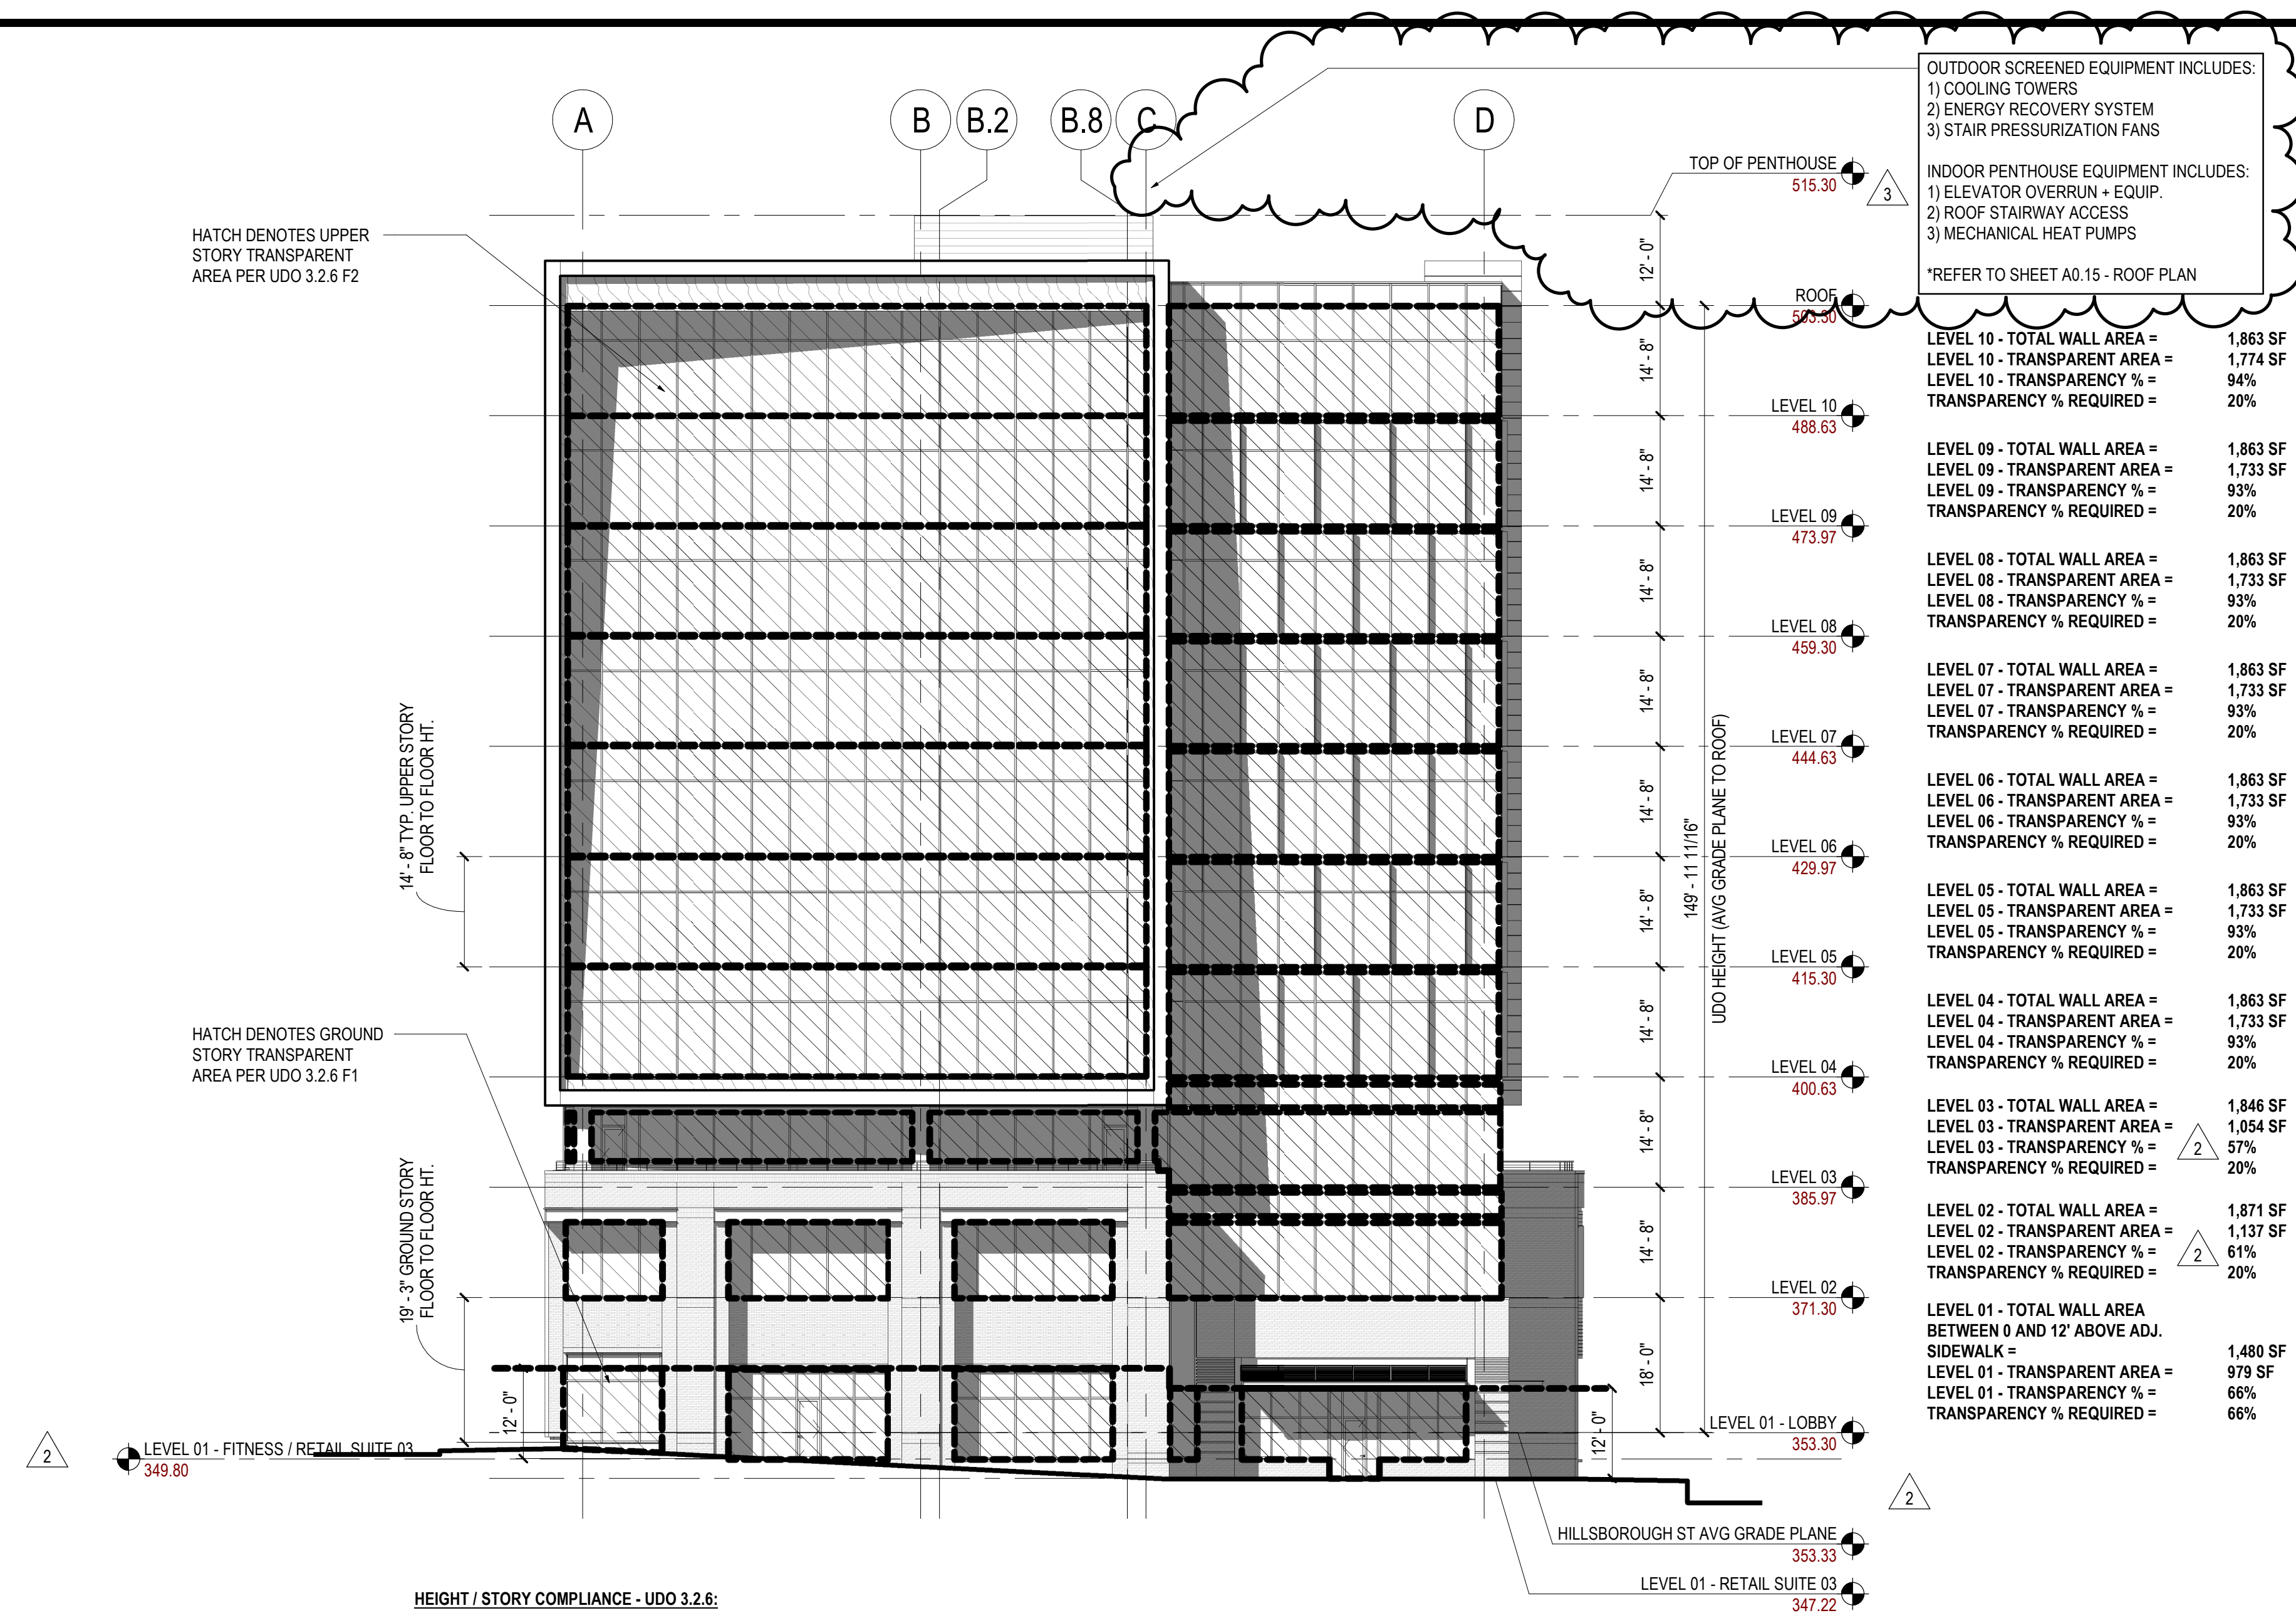 OUTDOOR SCREENED EQUIPMENT INCLUDES:
1) COOLING TOWERS
2) ENERGY RECOVERY SYSTEM
3) STAIR PRESSURIZATION FANS
INDOOR PENTHOUSE EQUIPMENT INCLUDES:
1) ELEVATOR OVERRUN + EQUIP.
2) ROOF STAIRWAY ACCESS
3) MECHANICAL HEAT PUMPS
*REFER TO SHEET A0.15 - ROOF PLAN
A
B
B.2
B.8
C
D
TOP OF PENTHOUSE
515.30
3
HATCH DENOTES UPPER
STORY TRANSPARENT
AREA PER UDO 3.2.6 F2
12' - 0"
ROOF
503.30
14' - 8"
LEVEL 10
488.63
14' - 8"
LEVEL 09
473.97
14' - 8"
LEVEL 08
459.30
14' - 8"
LEVEL 07
444.63
14' - 8"
LEVEL 06
429.97
14' - 8"
LEVEL 05
415.30
14' - 8"
LEVEL 04
400.63
14' - 8"
LEVEL 03
385.97
14' - 8"
LEVEL 02
371.30
18' - 0"
LEVEL 01 - LOBBY
353.30
149' - 11 11/16"
UDO HEIGHT (AVG GRADE PLANE TO ROOF)
14' - 8" TYP. UPPER STORY
FLOOR TO FLOOR HT.
HATCH DENOTES GROUND
STORY TRANSPARENT
AREA PER UDO 3.2.6 F1
19' - 3" GROUND STORY
FLOOR TO FLOOR HT.
12' - 0"
12' - 0"
2
LEVEL 01 - FITNESS / RETAIL SUITE 03
349.80
LEVEL 10 - TOTAL WALL AREA = 1,863 SF
LEVEL 10 - TRANSPARENT AREA = 1,774 SF
LEVEL 10 - TRANSPARENCY % = 94%
TRANSPARENCY % REQUIRED = 20%
LEVEL 09 - TOTAL WALL AREA = 1,863 SF
LEVEL 09 - TRANSPARENT AREA = 1,733 SF
LEVEL 09 - TRANSPARENCY % = 93%
TRANSPARENCY % REQUIRED = 20%
LEVEL 08 - TOTAL WALL AREA = 1,863 SF
LEVEL 08 - TRANSPARENT AREA = 1,733 SF
LEVEL 08 - TRANSPARENCY % = 93%
TRANSPARENCY % REQUIRED = 20%
LEVEL 07 - TOTAL WALL AREA = 1,863 SF
LEVEL 07 - TRANSPARENT AREA = 1,733 SF
LEVEL 07 - TRANSPARENCY % = 93%
TRANSPARENCY % REQUIRED = 20%
LEVEL 06 - TOTAL WALL AREA = 1,863 SF
LEVEL 06 - TRANSPARENT AREA = 1,733 SF
LEVEL 06 - TRANSPARENCY % = 93%
TRANSPARENCY % REQUIRED = 20%
LEVEL 05 - TOTAL WALL AREA = 1,863 SF
LEVEL 05 - TRANSPARENT AREA = 1,733 SF
LEVEL 05 - TRANSPARENCY % = 93%
TRANSPARENCY % REQUIRED = 20%
LEVEL 04 - TOTAL WALL AREA = 1,863 SF
LEVEL 04 - TRANSPARENT AREA = 1,733 SF
LEVEL 04 - TRANSPARENCY % = 93%
TRANSPARENCY % REQUIRED = 20%
LEVEL 03 - TOTAL WALL AREA = 1,846 SF
LEVEL 03 - TRANSPARENT AREA = 1,054 SF
LEVEL 03 - TRANSPARENCY % = 2 57%
TRANSPARENCY % REQUIRED = 20%
LEVEL 02 - TOTAL WALL AREA = 1,871 SF
LEVEL 02 - TRANSPARENT AREA = 1,137 SF
LEVEL 02 - TRANSPARENCY % = 2 61%
TRANSPARENCY % REQUIRED = 20%
LEVEL 01 - TOTAL WALL AREA
BETWEEN 0 AND 12' ABOVE ADJ.
SIDEWALK = 1,480 SF
LEVEL 01 - TRANSPARENT AREA = 979 SF
LEVEL 01 - TRANSPARENCY % = 66%
TRANSPARENCY % REQUIRED = 66%
2
HILLSBOROUGH ST AVG GRADE PLANE
353.33
LEVEL 01 - RETAIL SUITE 03
347.22
HEIGHT / STORY COMPLIANCE - UDO 3.2.6: